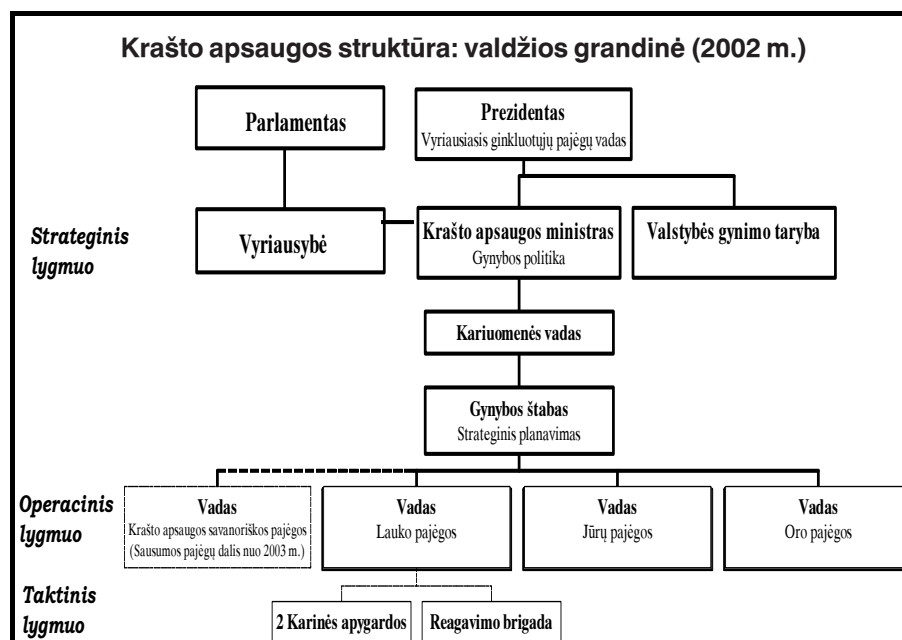 Krašto apsaugos struktūra: valdžios grandinė (2002 m.)
Parlamentas
Prezidentas
Vyriausiasis ginkluotųjų pajėgų vadas
Strateginis
lygmuo
Vyriausybė
Krašto apsaugos ministras
Gynybos politika
Valstybės gynimo taryba
Kariuomenės vadas
Gynybos štabas
Strateginis planavimas
Operacinis
lygmuo
Vadas
Krašto apsaugos savanoriškos pajėgos
(Sausumos pajėgų dalis nuo 2003 m.)
Vadas
Lauko pajėgos
Vadas
Jūrų pajėgos
Vadas
Oro pajėgos
Taktinis
lygmuo
2 Karinės apygardos
Reagavimo brigada